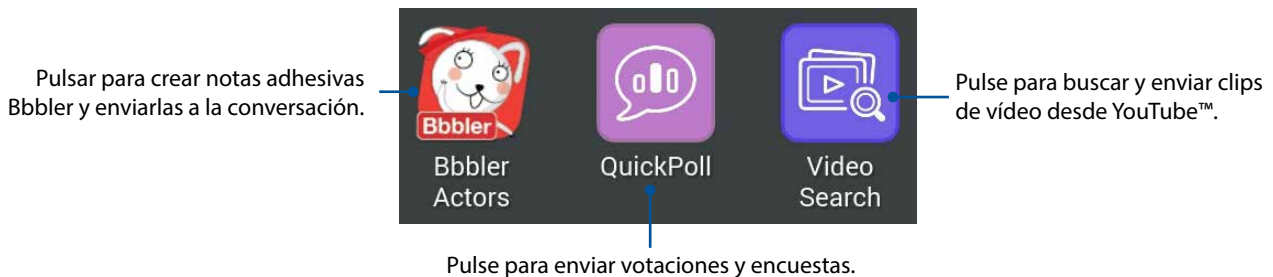 Pulsar para crear notas adhesivas
Bbbler y enviarlas a la conversación.
Bbbler
Bbbler
Actors
QuickPoll
Video
Search
Pulse para buscar y enviar clips
de vídeo desde YouTube™.
Pulse para enviar votaciones y encuestas.